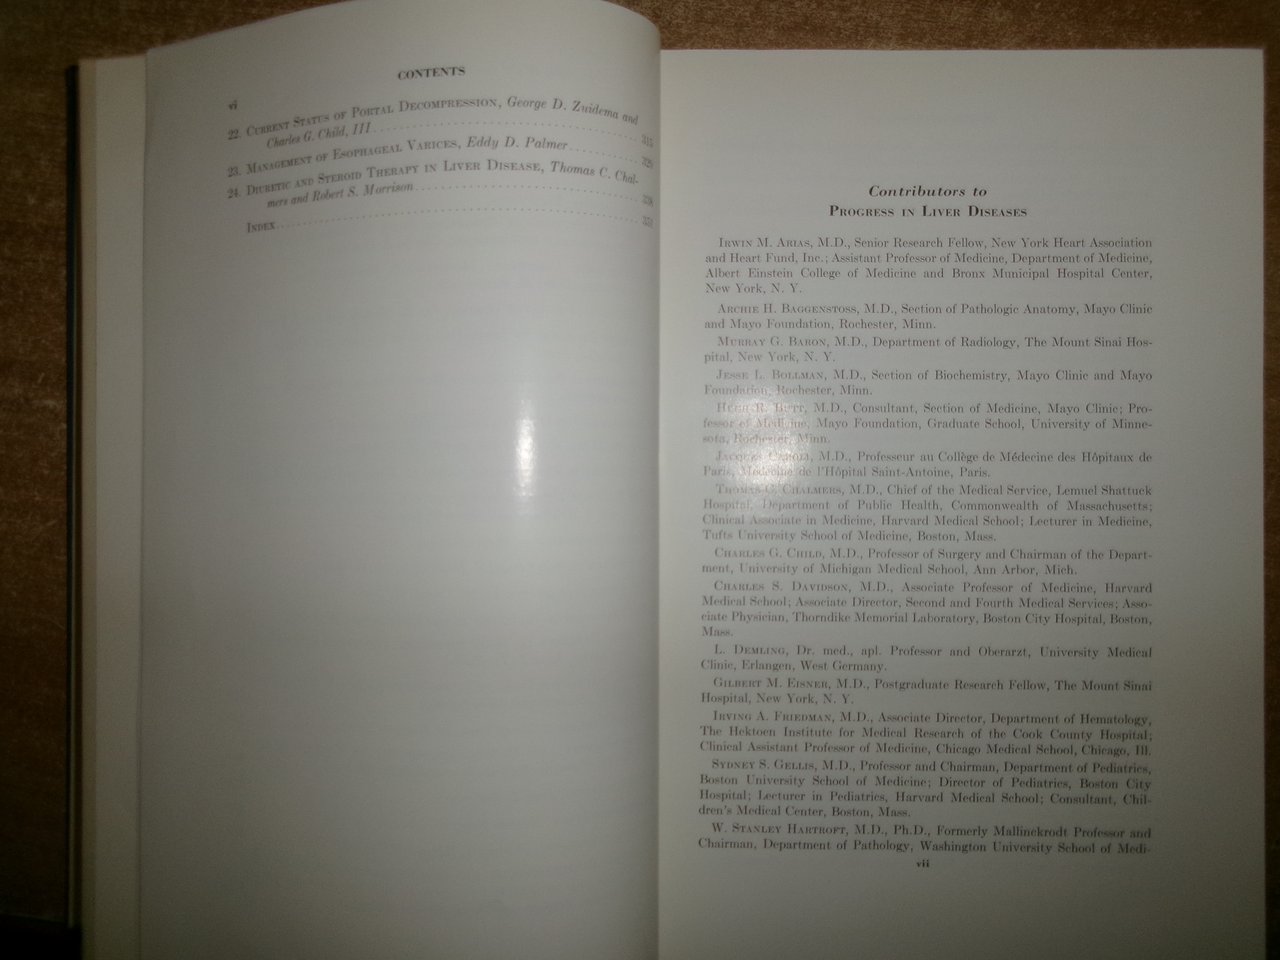 CONTENTS
vi
22. CURRENT STATUS OF PORTAL DECOMPRESSION, George D. Zuidema and
Charles G. Child, III . . . . . . . . . . 315
23. MANAGEMENT OF ESOPHAGEAL VARICES, Eddy D. Palmer . . . . . . . . . .
24. DIURETIC AND STEROID THERAPY IN LIVER DISEASE, Thomas C. Chal-
mers and Robert S. Morrison . . . . . . . . . .
INDEX . . . . . . . . . .
Contributors to
PROGRESS IN LIVER DISEASES
IRWIN M. ARIAS, M.D., Senior Research Fellow, New York Heart Association
and Heart Fund, Inc.; Assistant Professor of Medicine, Department of Medicine,
Albert Einstein College of Medicine and Bronx Municipal Hospital Center,
New York, N. Y.
ARCHIE H. BAGGENSTOSS, M.D., Section of Pathologic Anatomy, Mayo Clinic
and Mayo Foundation, Rochester, Minn.
MURRAY G. BARON, M.D., Department of Radiology, The Mount Sinai Hos-
pital, New York, N. Y.
JESSE L. BOLLMAN, M.D., Section of Biochemistry, Mayo Clinic and Mayo
Foundation, Rochester, Minn.
HUGH R. BUTT, M.D., Consultant, Section of Medicine, Mayo Clinic; Pro-
fessor of Medicine, Mayo Foundation, Graduate School, University of Minne-
sota, Rochester, Minn.
JACQUES CAROLI, M.D., Professeur au Collège de Médecine des Hôpitaux de
Paris, Médecine de l'Hôpital Saint-Antoine, Paris.
THOMAS C. CHALMERS, M.D., Chief of the Medical Service, Lemuel Shattuck
Hospital, Department of Public Health, Commonwealth of Massachusetts;
Clinical Associate in Medicine, Harvard Medical School; Lecturer in Medicine,
Tufts University School of Medicine, Boston, Mass.
CHARLES G. CHILD, M.D., Professor of Surgery and Chairman of the Depart-
ment, University of Michigan Medical School, Ann Arbor, Mich.
CHARLES S. DAVIDSON, M.D., Associate Professor of Medicine, Harvard
Medical School; Associate Director, Second and Fourth Medical Services; Asso-
ciate Physician, Thorndike Memorial Laboratory, Boston City Hospital, Boston,
Mass.
L. DEMLING, Dr. med., apl. Professor and Oberarzt, University Medical
Clinic, Erlangen, West Germany.
GILBERT M. EISNER, M.D., Postgraduate Research Fellow, The Mount Sinai
Hospital, New York, N. Y.
IRVING A. FRIEDMAN, M.D., Associate Director, Department of Hematology,
The Hektoen Institute for Medical Research of the Cook County Hospital;
Clinical Assistant Professor of Medicine, Chicago Medical School, Chicago, Ill.
SYDNEY S. GELLIS, M.D., Professor and Chairman, Department of Pediatrics,
Boston University School of Medicine; Director of Pediatrics, Boston City
Hospital; Lecturer in Pediatrics, Harvard Medical School; Consultant, Chil-
dren's Medical Center, Boston, Mass.
W. STANLEY HARTROFT, M.D., Ph.D., Formerly Mallinckrodt Professor and
Chairman, Department of Pathology, Washington University School of Medi-
vii